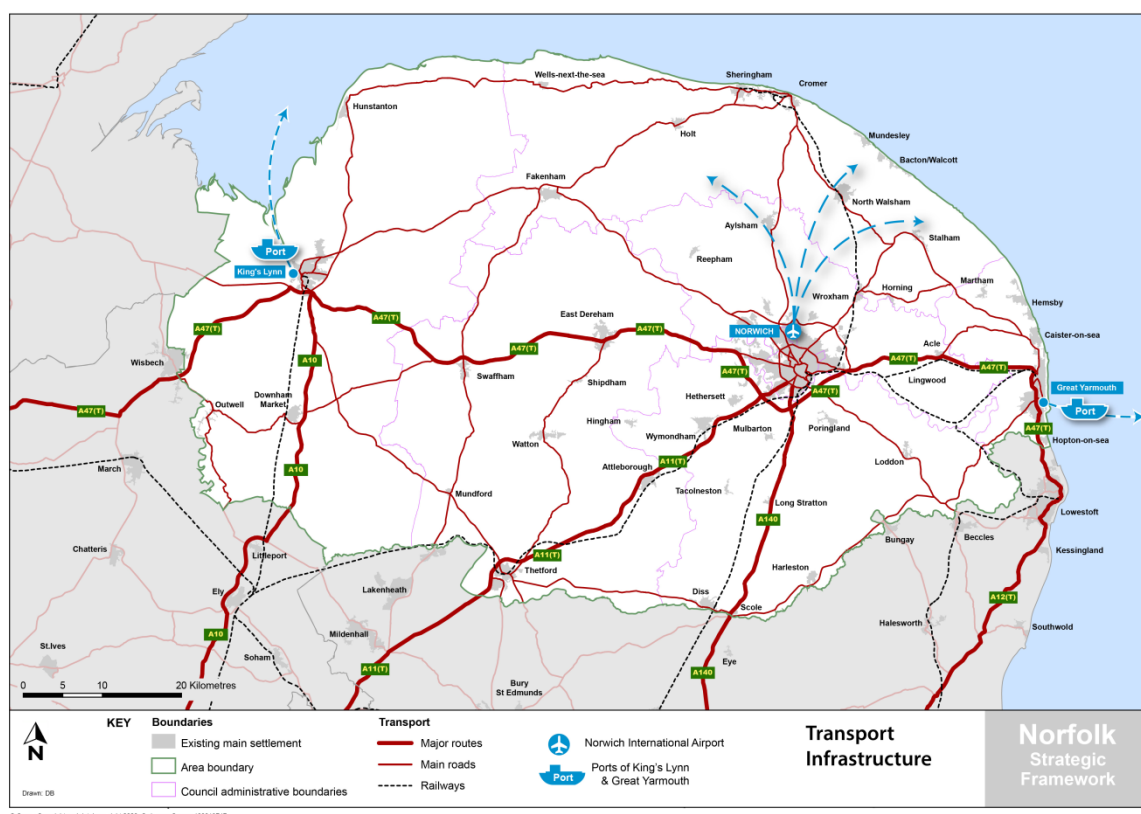 Sheringham
Cromer
Wells-next-the-sea
Hunstanton
Holt
Mundesley
Bacton/Walcott
Fakenham
North Walsham
Aylsham
Stalham
Port
King's Lynn
Reepham
Martham
Wroxham
Horning
Hemsby
East Dereham
NORWICH
Caister-on-sea
A47(T)
A47(T)
A47(T)
A47(T)
Acle
A47(T)
A47(T)
Wisbech
A10
Swaffham
A47(T)
Lingwood
Great Yarmouth
Port
Shipdham
Hethersett
A47(T)
Downham
Market
Outwell
A47(T)
Hingham
Mulbarton
Poringland
A47(T)
Hopton-on-sea
Watton
Wymondham
Loddon
March
A10
Attleborough
A11(T)
Mundford
Tacolneston
Long Stratton
Lowestoft
A140
Chatteris
Littleport
A11(T)
Bungay
Beccles
Kessingland
Thetford
Harleston
Ely
Lakenheath
Diss
Scole
A12(T)
A10
Mildenhall
Halesworth
Southwold
St.Ives
Soham
A11(T)
Eye
A140
Bury
St Edmunds
0 5 10 20 Kilometres
KEY
Boundaries
Existing main settlement
Area boundary
Council administrative boundaries
Transport
Major routes
Main roads
Railways
Norwich International Airport
Port
Ports of King's Lynn
& Great Yarmouth
Transport
Infrastructure
Norfolk
Strategic
Framework
N
Drawn: DB